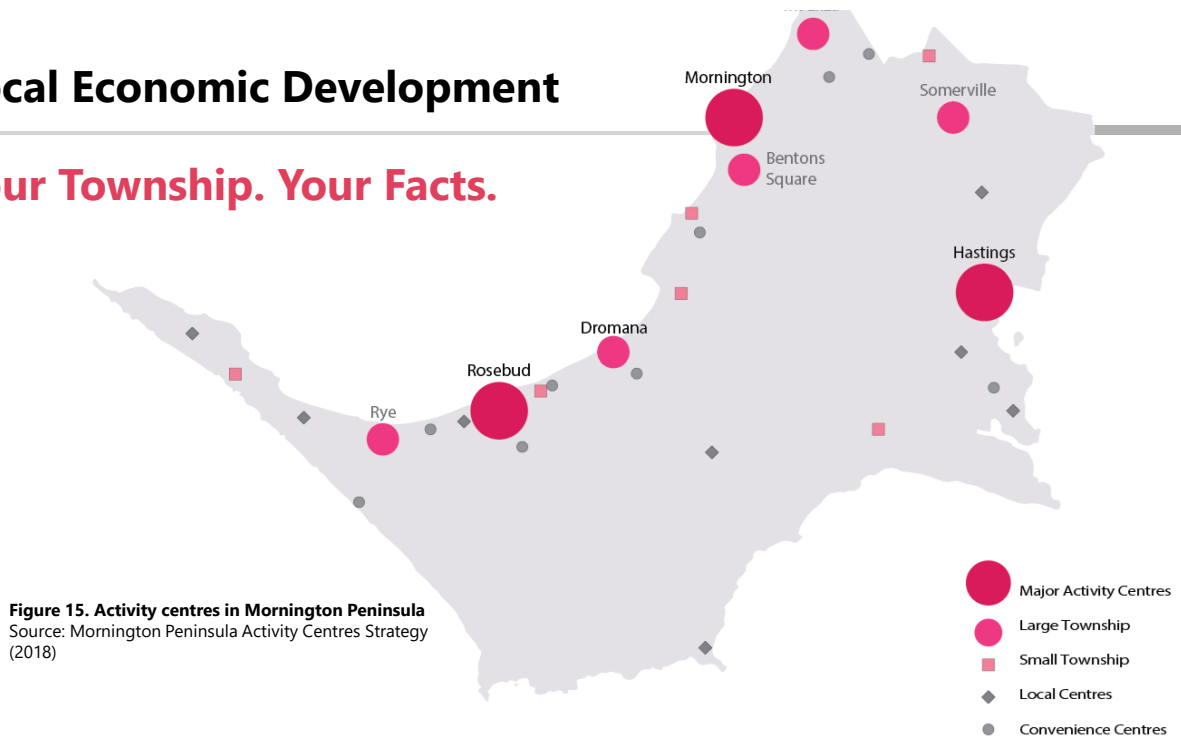 cal Economic Development
ur Township. Your Facts.
Mornington
Somerville
Bentons
Square
Hastings
Dromana
Rosebud
Rye
Figure 15. Activity centres in Mornington Peninsula
Source: Mornington Peninsula Activity Centres Strategy
(2018)
Major Activity Centres
Large Township
Small Township
Local Centres
Convenience Centres